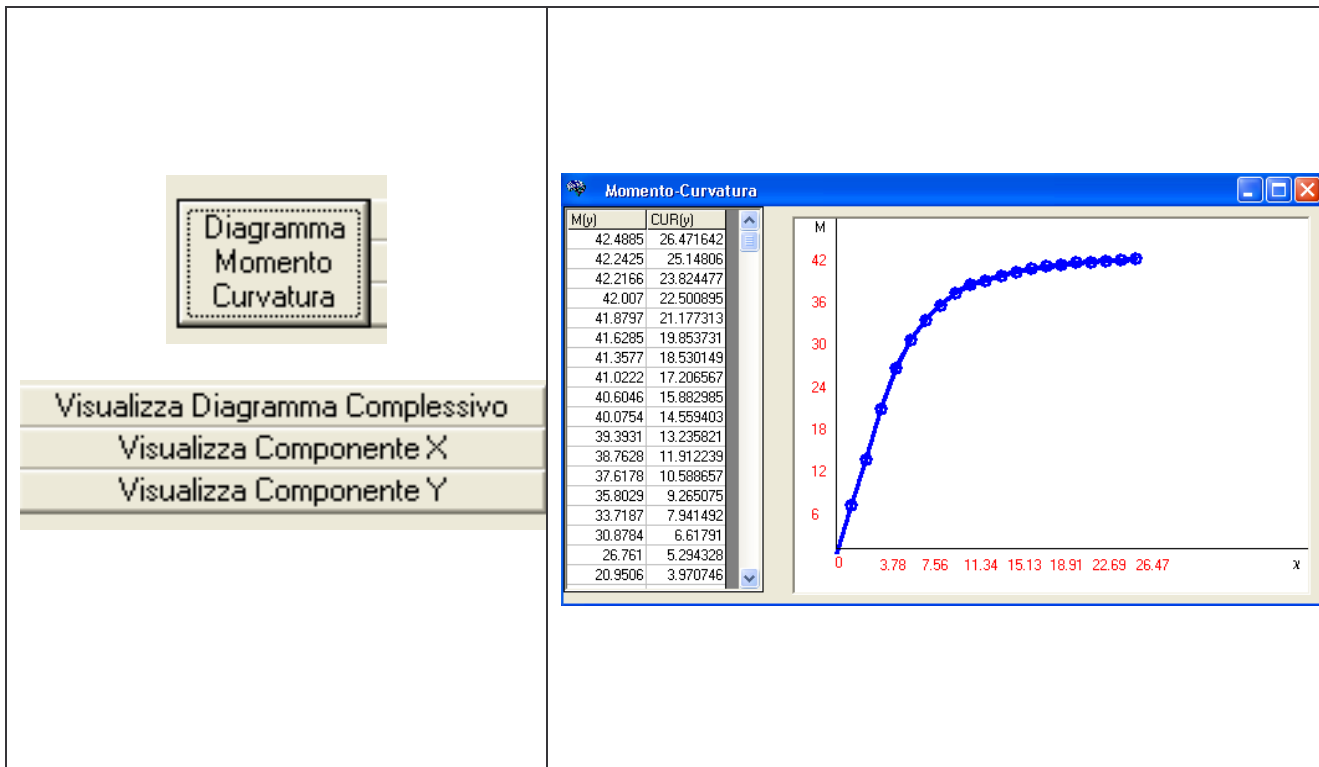 Diagramma
Momento
Curvatura
Visualizza Diagramma Complessivo
Visualizza Componente X
Visualizza Componente Y
Momento-Curvatura
M(y) CUR(y)
42.4885 26.471642
42.2425 25.14806
42.2166 23.824477
42.007 22.500895
41.8797 21.177313
41.6285 19.853731
41.3577 18.530149
41.0222 17.206567
40.6046 15.882985
40.0754 14.559403
39.3931 13.235821
38.7628 11.912239
37.6178 10.588657
35.8029 9.265075
33.7187 7.941492
30.8784 6.61791
26.761 5.294328
20.9506 3.970746
M
42
36
30
24
18
12
6
0 3.78 7.56 11.34 15.13 18.91 22.69 26.47 χ